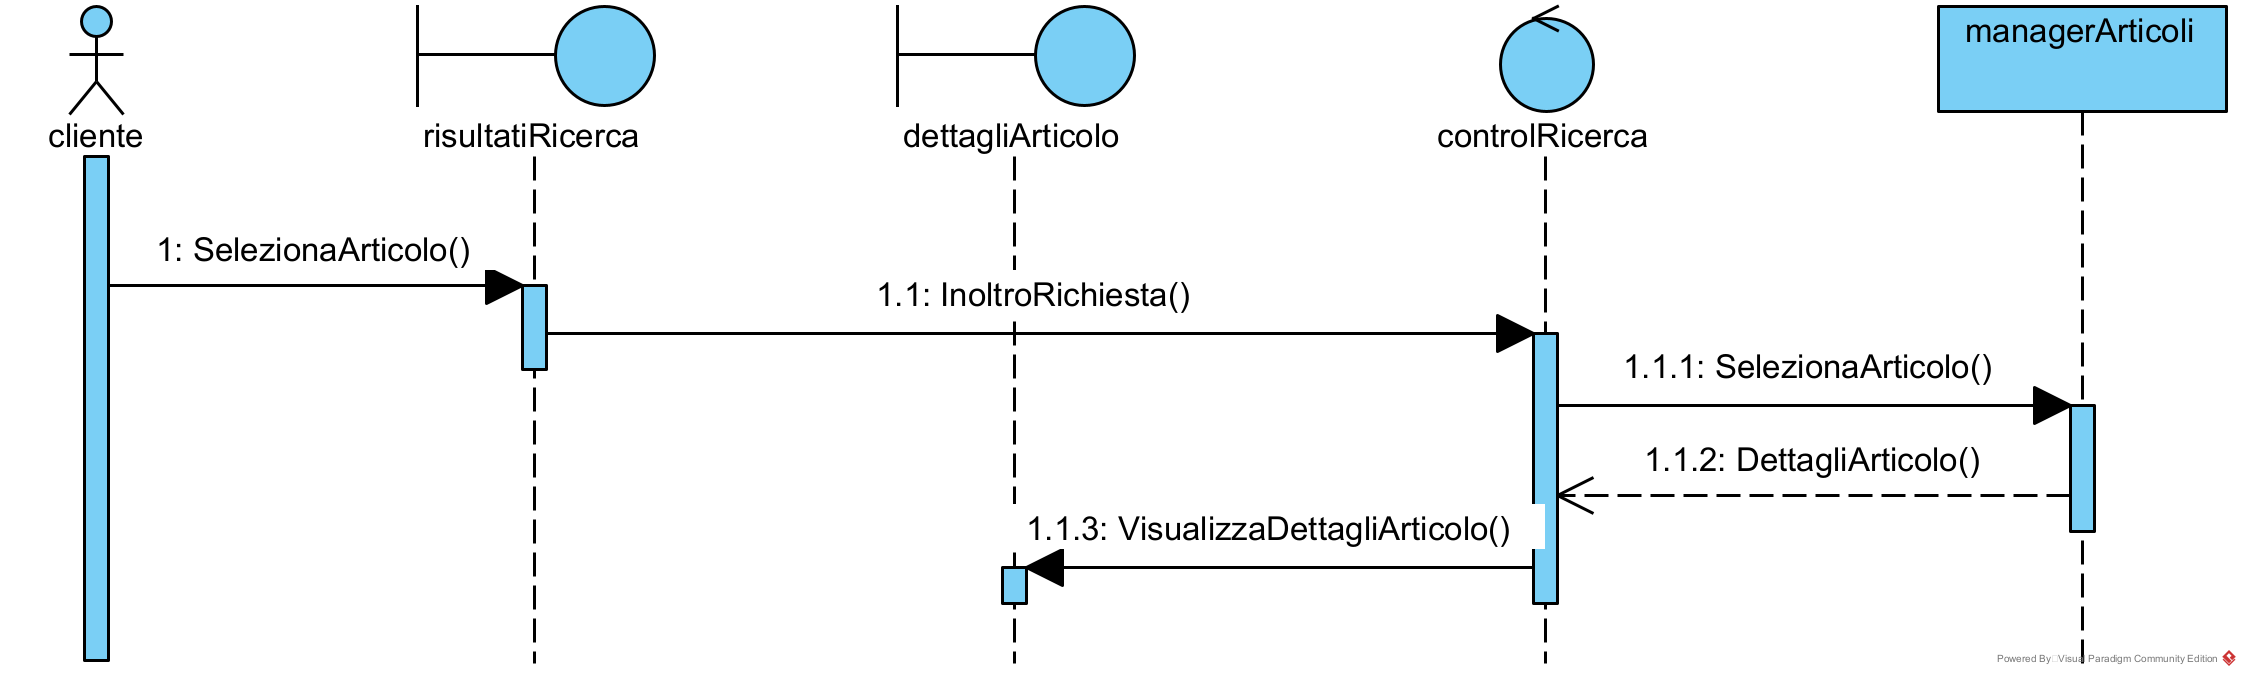 managerArticoli
cliente
risultatiRicerca
dettagliArticolo
controlRicerca
1: SelezionaArticolo()
1.1: InoltroRichiesta()
1.1.1: SelezionaArticolo()
1.1.2: DettagliArticolo()
1.1.3: VisualizzaDettagliArticolo()
Powered By Visual Paradigm Community Edition